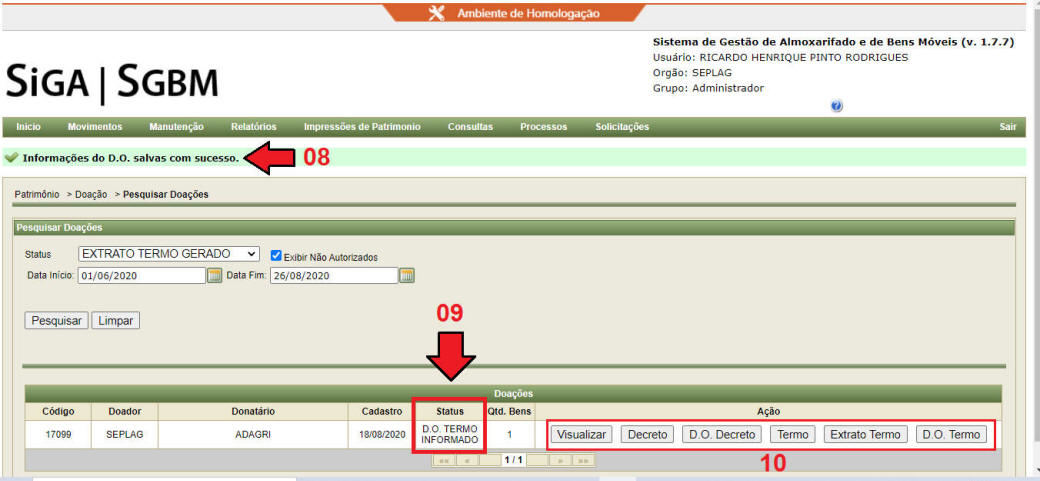 Ambiente de Homologação
Sistema de Gestão de Almoxarifado e de Bens Móveis (v. 1.7.7)
Usuário: RICARDO HENRIQUE PINTO RODRIGUES
Orgão: SEPLAG
Grupo: Administrador
SiGA | SGBM
Início Movimentos Manutenção Relatórios Impressões de Patrimonio Consultas Processos Solicitações Sair
Informações do D.O. salvas com sucesso. 08
Patrimônio > Doação > Pesquisar Doações
Pesquisar Doações
Status EXTRATO TERMO GERADO Exibir Não Autorizados
Data Início: 01/06/2020 Data Fim: 26/08/2020
Pesquisar Limpar
09
Doações
Código Doador Donatário Cadastro Status Qtd. Bens Ação
17099 SEPLAG ADAGRI 18/08/2020 D.O. TERMO INFORMADO 1 Visualizar Decreto D.O. Decreto Termo Extrato Termo D.O. Termo
«« « 1 / 1 » »»
10